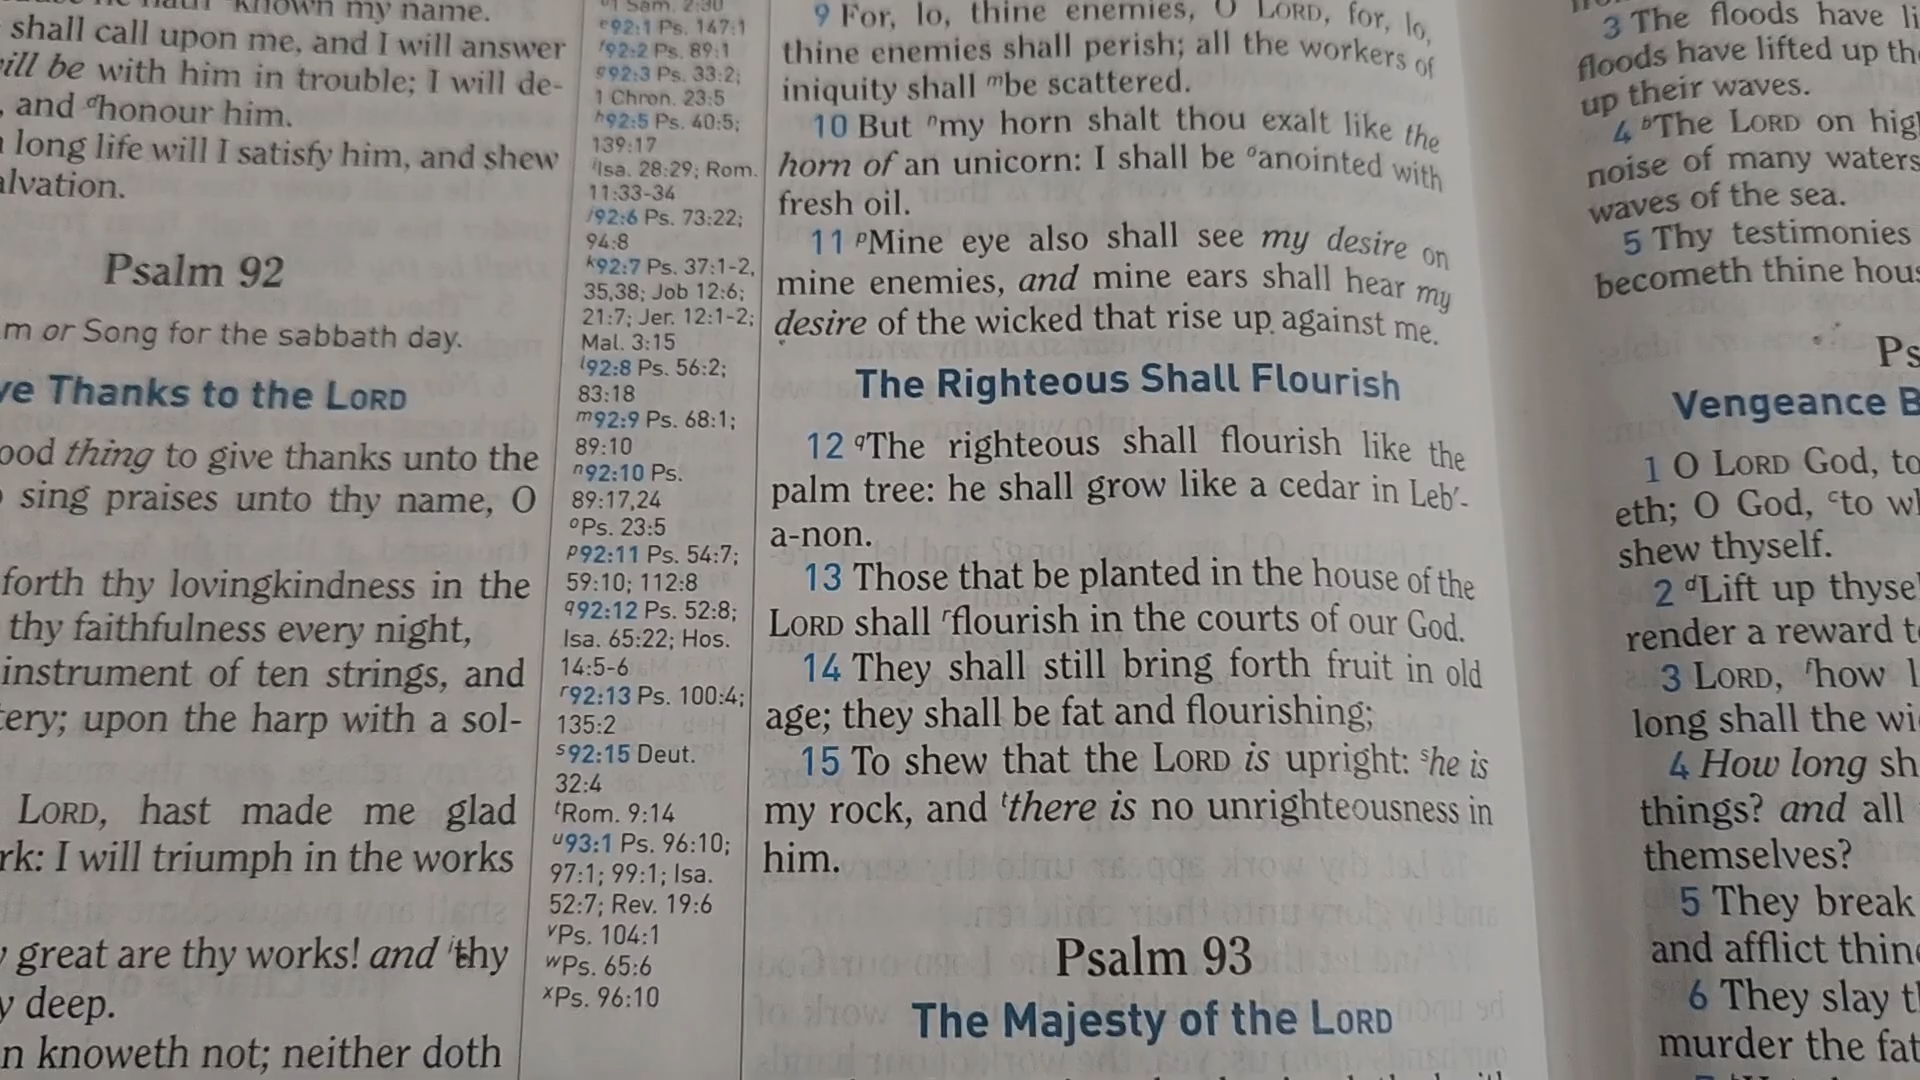 known my name.
shall call upon me, and I will answer
will be with him in trouble; I will de-
, and ᵈhonour him.
long life will I satisfy him, and shew
Psalm 92
or Song for the sabbath day.
Thanks to the LORD
thing to give thanks unto the
sing praises unto thy name, O
forth thy lovingkindness in the
thy faithfulness every night,
instrument of ten strings, and
upon the harp with a sol-
LORD, hast made me glad
I will triumph in the works
great are thy works! and ⁱthy
deep.
knoweth not; neither doth
1 Sam. 2:30
ᵉ92:1 Ps. 147:1
ᶠ92:2 Ps. 89:1
ᵍ92:3 Ps. 33:2;
1 Chron. 23:5
ʰ92:5 Ps. 40:5;
139:17
ⁱIsa. 28:29; Rom.
11:33-34
ʲ92:6 Ps. 73:22;
94:8
ᵏ92:7 Ps. 37:1-2,
35,38; Job 12:6;
21:7; Jer. 12:1-2;
Mal. 3:15
ˡ92:8 Ps. 56:2;
83:18
ᵐ92:9 Ps. 68:1;
89:10
ⁿ92:10 Ps.
89:17,24
ᵒPs. 23:5
ᵖ92:11 Ps. 54:7;
59:10; 112:8
q92:12 Ps. 52:8;
Isa. 65:22; Hos.
14:5-6
ʳ92:13 Ps. 100:4;
135:2
ˢ92:15 Deut.
32:4
ᵗRom. 9:14
ᵘ93:1 Ps. 96:10;
97:1; 99:1; Isa.
52:7; Rev. 19:6
ᵛPs. 104:1
ʷPs. 65:6
ˣPs. 96:10
9 For, lo, thine enemies, O LORD, for, lo,
thine enemies shall perish; all the workers of
iniquity shall ᵐbe scattered.
10 But ⁿmy horn shalt thou exalt like the
horn of an unicorn: I shall be ᵒanointed with
fresh oil.
11 ᵖMine eye also shall see my desire on
mine enemies, and mine ears shall hear my
desire of the wicked that rise up against me.
The Righteous Shall Flourish
12 qThe righteous shall flourish like the
palm tree: he shall grow like a cedar in Leb′-
a-non.
13 Those that be planted in the house of the
LORD shall ʳflourish in the courts of our God.
14 They shall still bring forth fruit in old
age; they shall be fat and flourishing;
15 To shew that the LORD is upright: ˢhe is
my rock, and ᵗthere is no unrighteousness in
him.
Psalm 93
The Majesty of the LORD
3 The floods have
floods have lifted up
up their waves.
4 ᵇThe LORD on
noise of many waters
waves of the sea.
5 Thy testimonies
becometh thine
Vengeance
1 O LORD God, to
eth; O God, ᶜto
shew thyself.
2 ᵈLift up
render a reward
3 LORD, ᶠhow
long shall the
4 How long
things? and all
themselves?
5 They break
and afflict
6 They slay
murder the